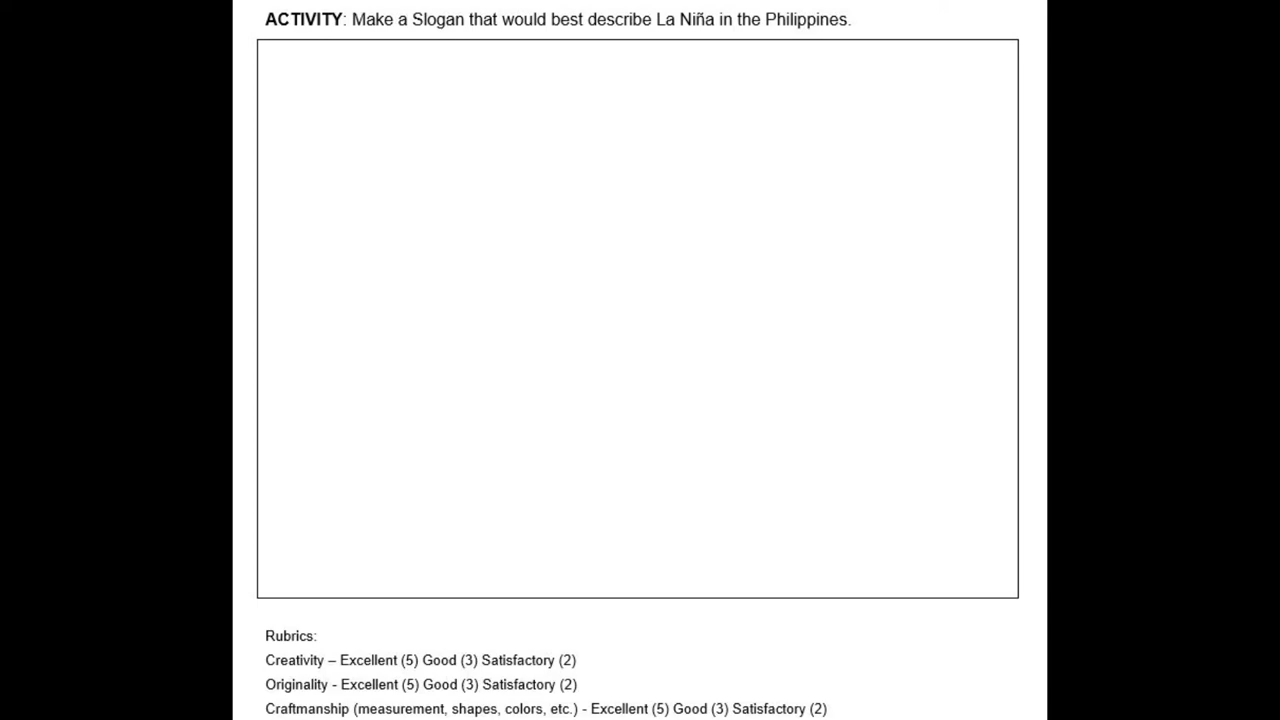 ACTIVITY: Make a Slogan that would best describe La Niña in the Philippines.
Rubrics:
Creativity – Excellent (5) Good (3) Satisfactory (2)
Originality - Excellent (5) Good (3) Satisfactory (2)
Craftmanship (measurement, shapes, colors, etc.) - Excellent (5) Good (3) Satisfactory (2)